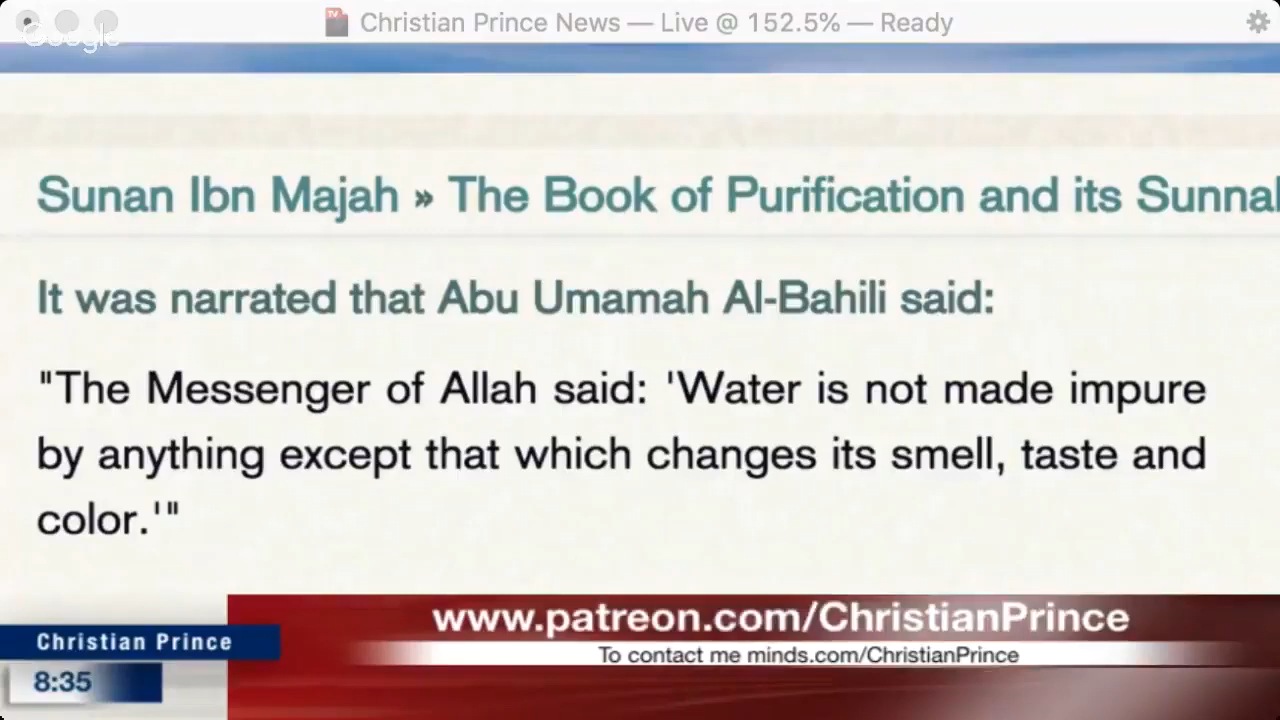 Christian Prince News — Live @ 152.5% — Ready
Google
Sunan Ibn Majah » The Book of Purification and its Sunnal
It was narrated that Abu Umamah Al-Bahili said:
"The Messenger of Allah said: 'Water is not made impure
by anything except that which changes its smell, taste and
color.'"
www.patreon.com/ChristianPrince
Christian Prince
To contact me minds.com/ChristianPrince
8:35